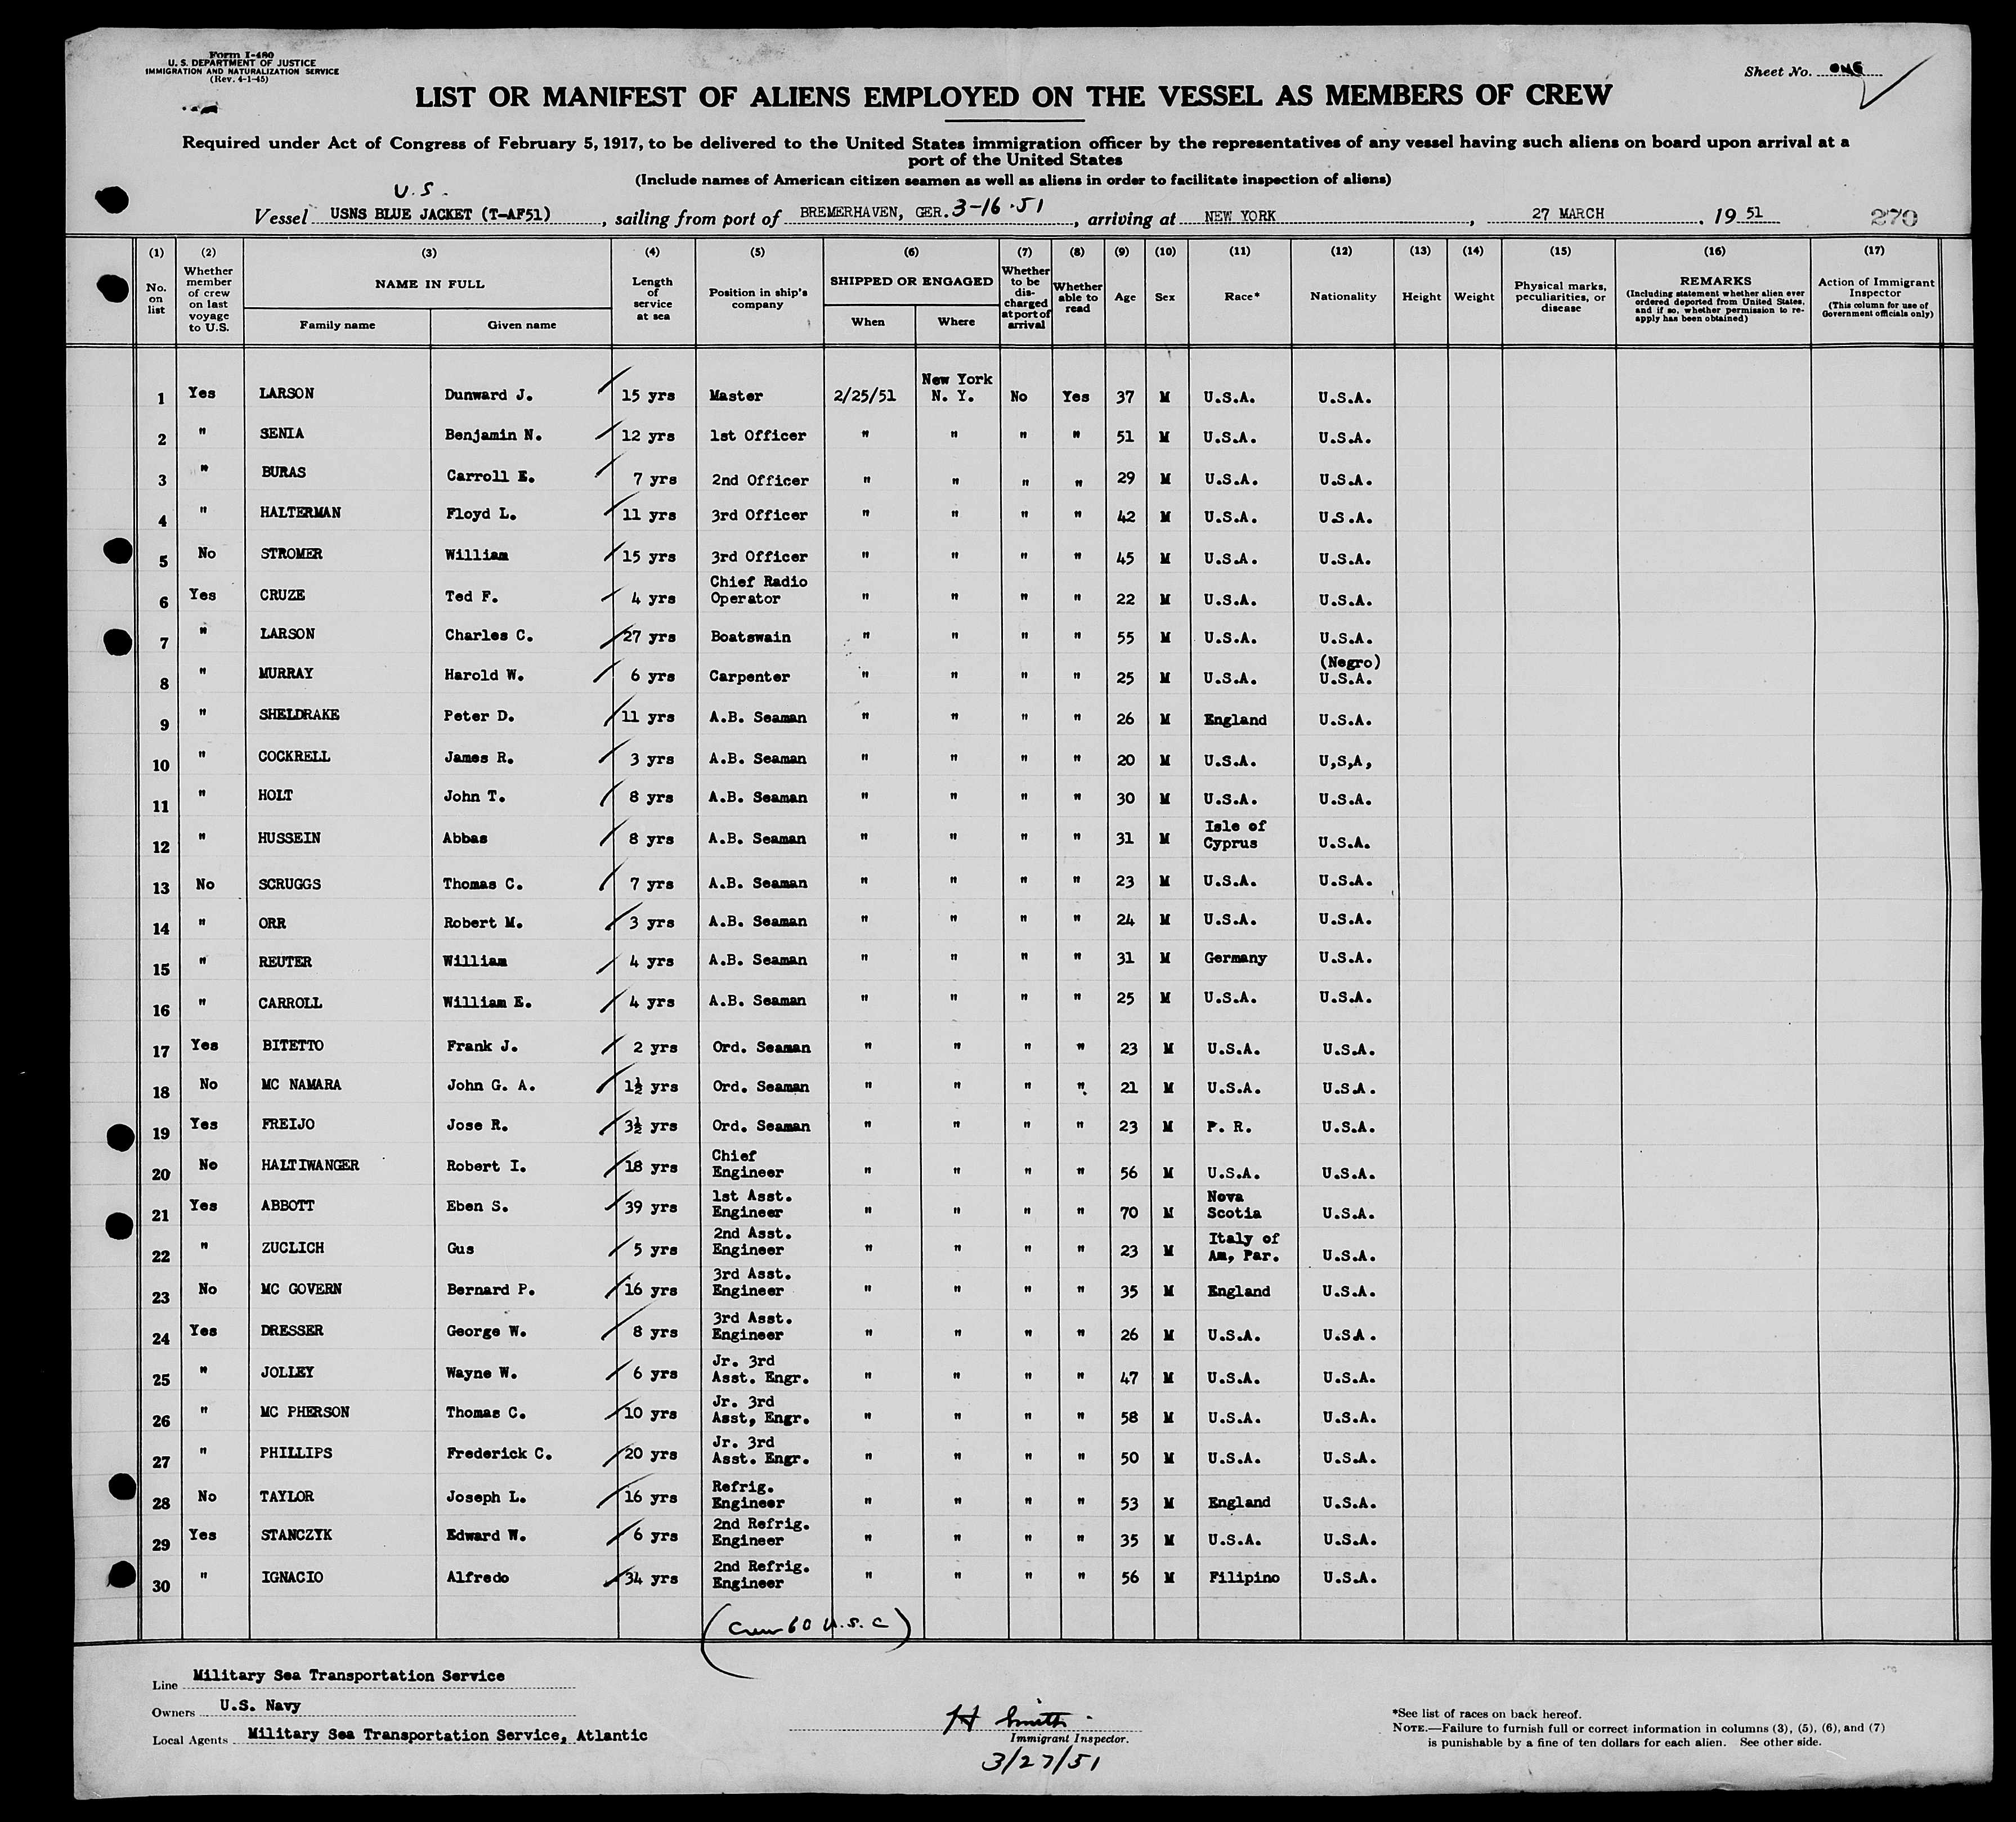 Form I-480
U. S. DEPARTMENT OF JUSTICE
IMMIGRATION AND NATURALIZATION SERVICE
(Rev. 4-1-45)
Sheet No. ONE
LIST OR MANIFEST OF ALIENS EMPLOYED ON THE VESSEL AS MEMBERS OF CREW
Required under Act of Congress of February 5, 1917, to be delivered to the United States immigration officer by the representatives of any vessel having such aliens on board upon arrival at a
port of the United States
(Include names of American citizen seamen as well as aliens in order to facilitate inspection of aliens)
U.S.
Vessel USNS BLUE JACKET (T-AF51), sailing from port of BREMERHAVEN, GER. 3-16-51, arriving at NEW YORK, 27 MARCH, 19 51 270
(1) No. on list (2) Whether member of crew on last voyage to U.S. (3) NAME IN FULL Family name Given name (4) Length of service at sea (5) Position in ship's company (6) SHIPPED OR ENGAGED When Where (7) Whether to be discharged at port of arrival (8) Whether able to read (9) Age (10) Sex (11) Race* (12) Nationality (13) Height (14) Weight (15) Physical marks, peculiarities, or disease (16) REMARKS (Including statement whether alien ever ordered deported from United States, and if so, whether permission to re-apply has been obtained) (17) Action of Immigrant Inspector (This column for use of Government officials only)
1 Yes LARSON Dunward J. 15 yrs Master 2/25/51 New York N. Y. No Yes 37 M U.S.A. U.S.A.
2 " SENIA Benjamin N. 12 yrs 1st Officer " " " " 51 M U.S.A. U.S.A.
3 " BURAS Carroll E. 7 yrs 2nd Officer " " " " 29 M U.S.A. U.S.A.
4 " HALTERMAN Floyd L. 11 yrs 3rd Officer " " " " 42 M U.S.A. U.S.A.
5 No STROMER William 15 yrs 3rd Officer " " " " 45 M U.S.A. U.S.A.
6 Yes CRUZE Ted F. 4 yrs Chief Radio Operator " " " " 22 M U.S.A. U.S.A.
7 " LARSON Charles C. 27 yrs Boatswain " " " " 55 M U.S.A. U.S.A.
8 " MURRAY Harold W. 6 yrs Carpenter " " " " 25 M U.S.A. (Negro) U.S.A.
9 " SHELDRAKE Peter D. 11 yrs A.B. Seaman " " " " 26 M England U.S.A.
10 " COCKRELL James R. 3 yrs A.B. Seaman " " " " 20 M U.S.A. U,S,A,
11 " HOLT John T. 8 yrs A.B. Seaman " " " " 30 M U.S.A. U.S.A.
12 " HUSSEIN Abbas 8 yrs A.B. Seaman " " " " 31 M Isle of Cyprus U.S.A.
13 No SCRUGGS Thomas C. 7 yrs A.B. Seaman " " " " 23 M U.S.A. U.S.A.
14 " ORR Robert M. 3 yrs A.B. Seaman " " " " 24 M U.S.A. U.S.A.
15 " REUTER William 4 yrs A.B. Seaman " " " " 31 M Germany U.S.A.
16 " CARROLL William E. 4 yrs A.B. Seaman " " " " 25 M U.S.A. U.S.A.
17 Yes BITETTO Frank J. 2 yrs Ord. Seaman " " " " 23 M U.S.A. U.S.A.
18 No MC NAMARA John G. A. 1½ yrs Ord. Seaman " " " " 21 M U.S.A. U.S.A.
19 Yes FREIJO Jose R. 3½ yrs Ord. Seaman " " " " 23 M P. R. U.S.A.
20 No HALTIWANGER Robert I. 18 yrs Chief Engineer " " " " 56 M U.S.A. U.S.A.
21 Yes ABBOTT Eben S. 39 yrs 1st Asst. Engineer " " " " 70 M Nova Scotia U.S.A.
22 " ZUCLICH Gus 5 yrs 2nd Asst. Engineer " " " " 23 M Italy of Am, Par. U.S.A.
23 No MC GOVERN Bernard P. 16 yrs 3rd Asst. Engineer " " " " 35 M England U.S.A.
24 Yes DRESSER George W. 8 yrs 3rd Asst. Engineer " " " " 26 M U.S.A. U.S.A.
25 " JOLLEY Wayne W. 6 yrs Jr. 3rd Asst. Engr. " " " " 47 M U.S.A. U.S.A.
26 " MC PHERSON Thomas C. 10 yrs Jr. 3rd Asst, Engr. " " " " 58 M U.S.A. U.S.A.
27 " PHILLIPS Frederick C. 20 yrs Jr. 3rd Asst. Engr. " " " " 50 M U.S.A. U.S.A.
28 No TAYLOR Joseph L. 16 yrs Refrig. Engineer " " " " 53 M England U.S.A.
29 Yes STANCZYK Edward W. 6 yrs 2nd Refrig. Engineer " " " " 35 M U.S.A. U.S.A.
30 " IGNACIO Alfredo 34 yrs 2nd Refrig. Engineer " " " " 56 M Filipino U.S.A.
(Crew 60 U.S.C)
Line Military Sea Transportation Service
Owners U.S. Navy
Local Agents Military Sea Transportation Service, Atlantic
H Smith
Immigrant Inspector.
3/27/51
*See list of races on back hereof.
NOTE.—Failure to furnish full or correct information in columns (3), (5), (6), and (7)
is punishable by a fine of ten dollars for each alien. See other side.